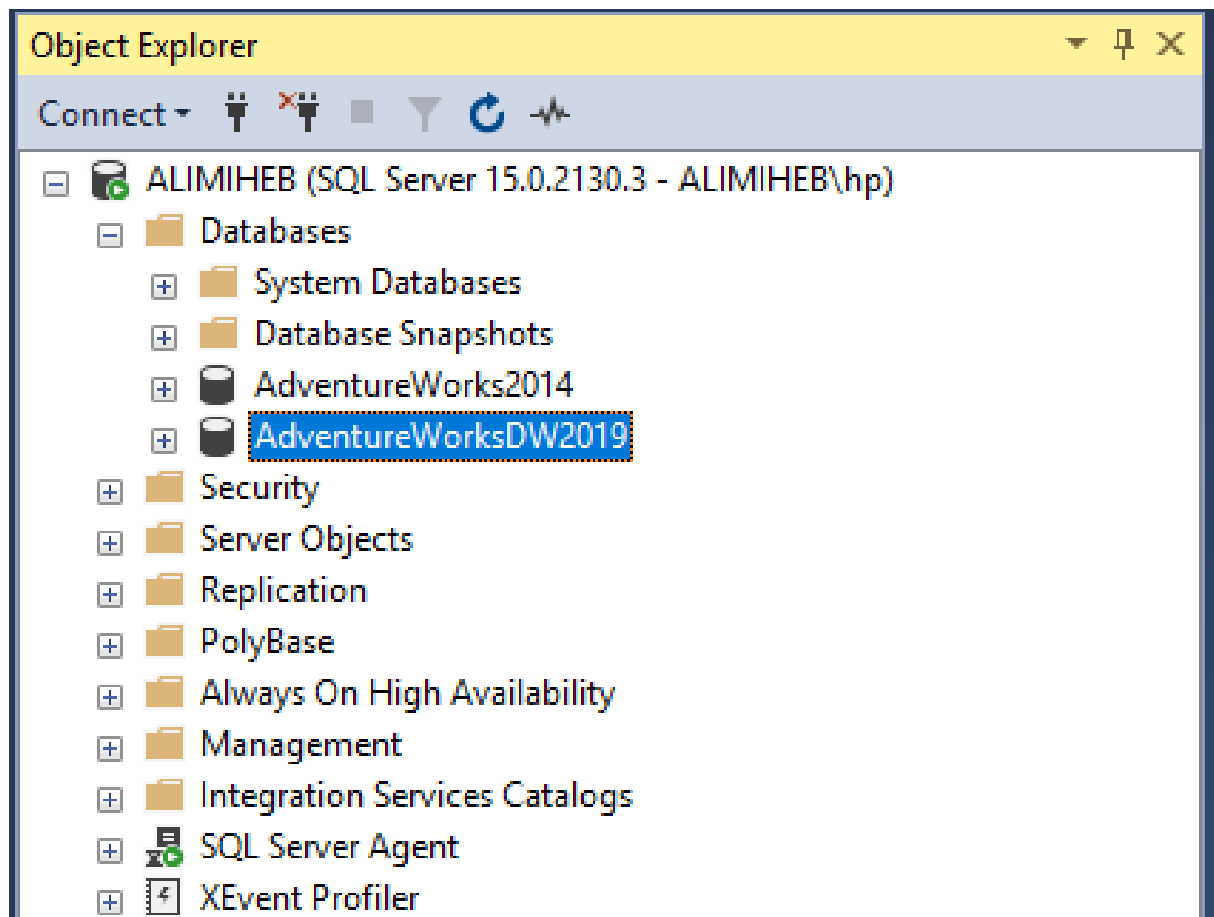 Object Explorer
Connect
ALIMIHEB (SQL Server 15.0.2130.3 - ALIMIHEB\hp)
Databases
System Databases
Database Snapshots
AdventureWorks2014
AdventureWorksDW2019
Security
Server Objects
Replication
PolyBase
Always On High Availability
Management
Integration Services Catalogs
SQL Server Agent
XEvent Profiler